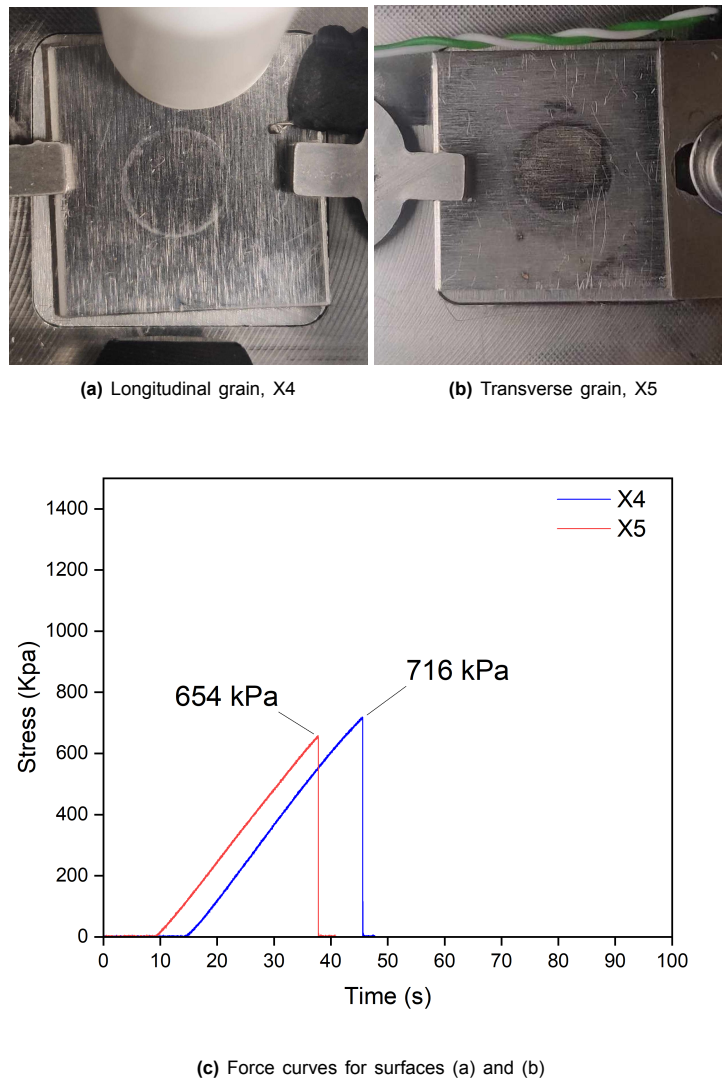 (a) Longitudinal grain, X4
(b) Transverse grain, X5
1400
1200
1000
800
600
400
200
0
Stress (Kpa)
X4
X5
654 kPa
716 kPa
0 10 20 30 40 50 60 70 80 90 100
Time (s)
(c) Force curves for surfaces (a) and (b)